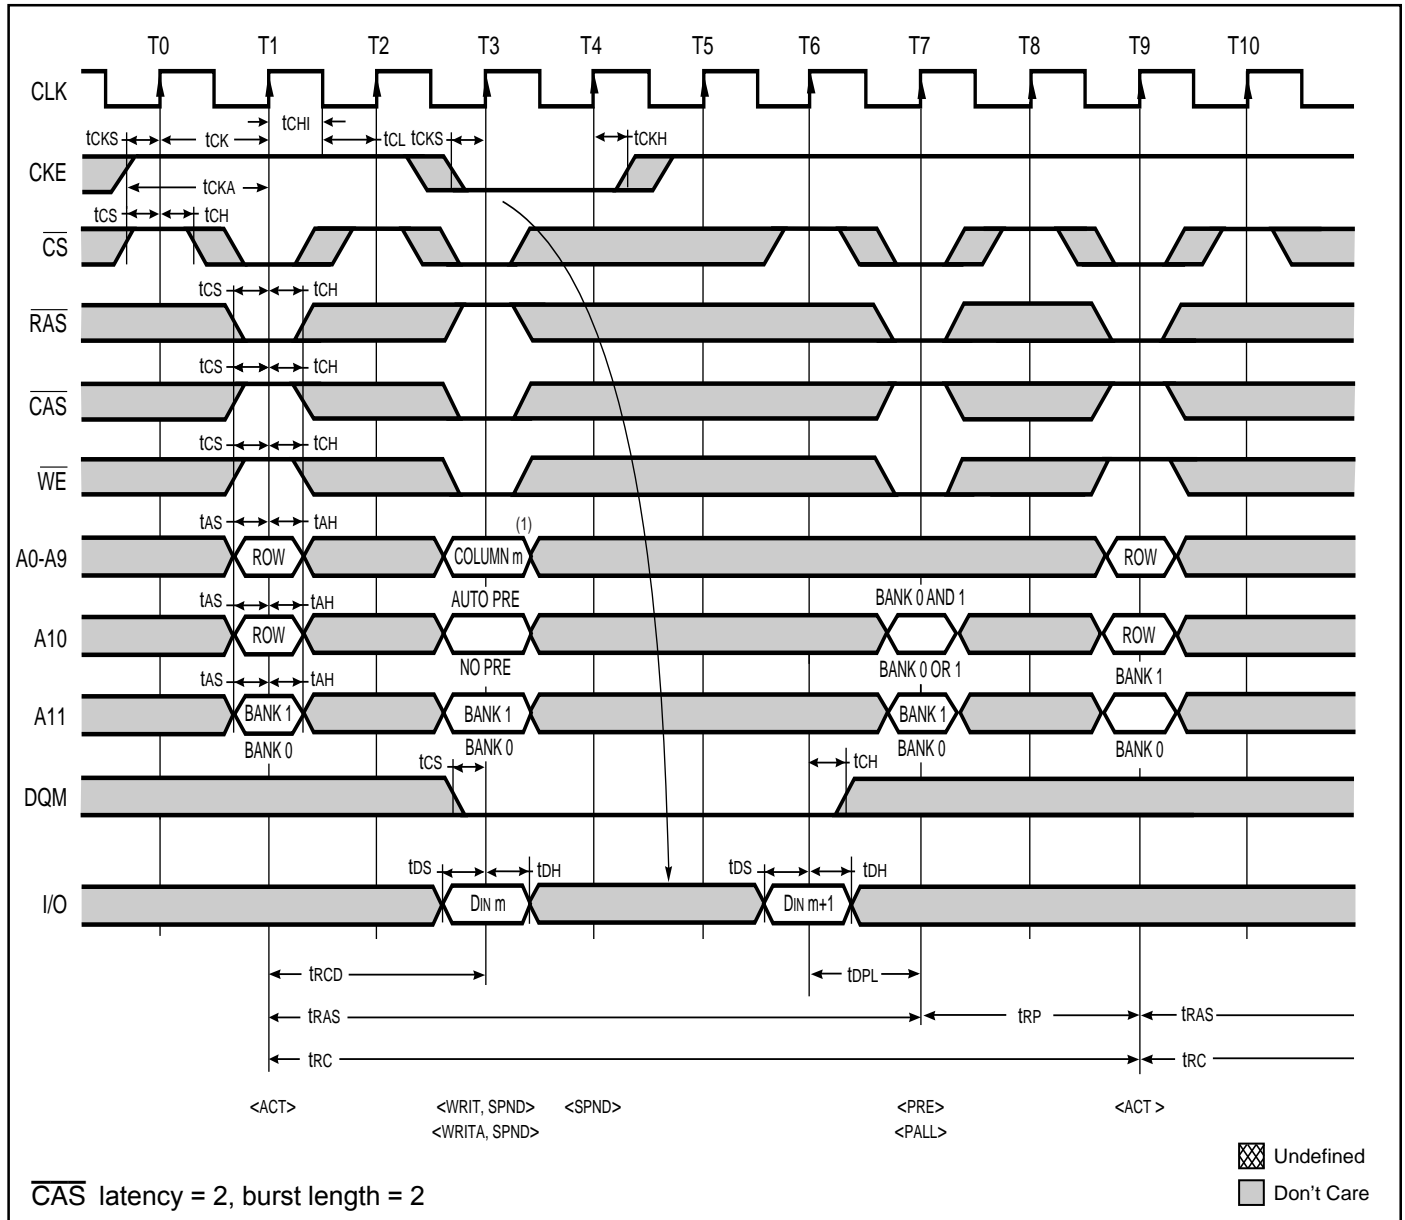 T0 T1 T2 T3 T4 T5 T6 T7 T8 T9 T10
CLK
tCHI
tCKS tCK tCL tCKS tCKH
CKE
tCKA
tCS tCH
CS
tCS tCH
RAS
tCS tCH
CAS
tCS tCH
WE
tAS tAH (1)
A0-A9 ROW COLUMN m ROW
tAS tAH AUTO PRE BANK 0 AND 1
A10 ROW ROW
NO PRE BANK 0 OR 1 BANK 1
tAS tAH
A11 BANK 1 BANK 1 BANK 1
BANK 0 BANK 0 BANK 0 BANK 0
tCS tCH
DQM
tDS tDH tDS tDH
I/O DIN m DIN m+1
tRCD tDPL
tRAS tRP tRAS
tRC tRC
<ACT> <WRIT, SPND> <SPND> <PRE> <ACT >
<WRITA, SPND> <PALL>
Undefined
CAS latency = 2, burst length = 2 Don't Care